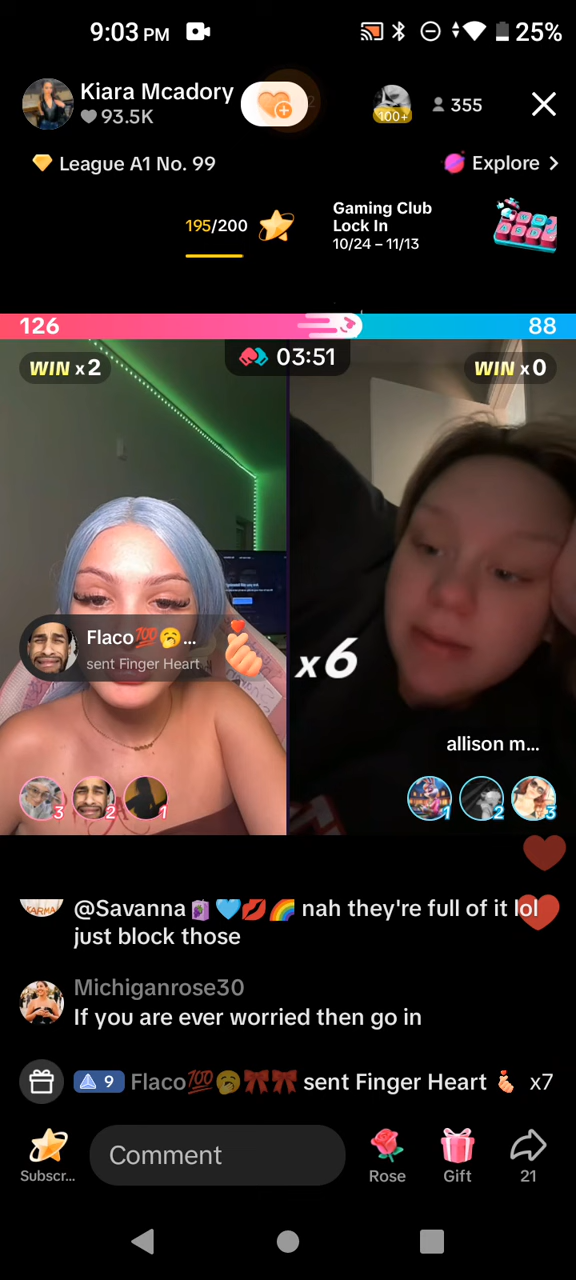 9:03 PM
25%
Kiara Mcadory
93.5K
100+
355
League A1 No. 99
Explore >
195/200
Gaming Club
Lock In
10/24 – 11/13
126
88
WIN x2
03:51
WIN x0
Flaco💯🥱...
sent Finger Heart
x6
allison m...
3
2
1
1
2
3
@Savanna🛍️🩵💋🌈 nah they're full of it lol
just block those
Michiganrose30
If you are ever worried then go in
9 Flaco💯🥱🎀🎀 sent Finger Heart x7
Subscr...
Comment
Rose
Gift
21